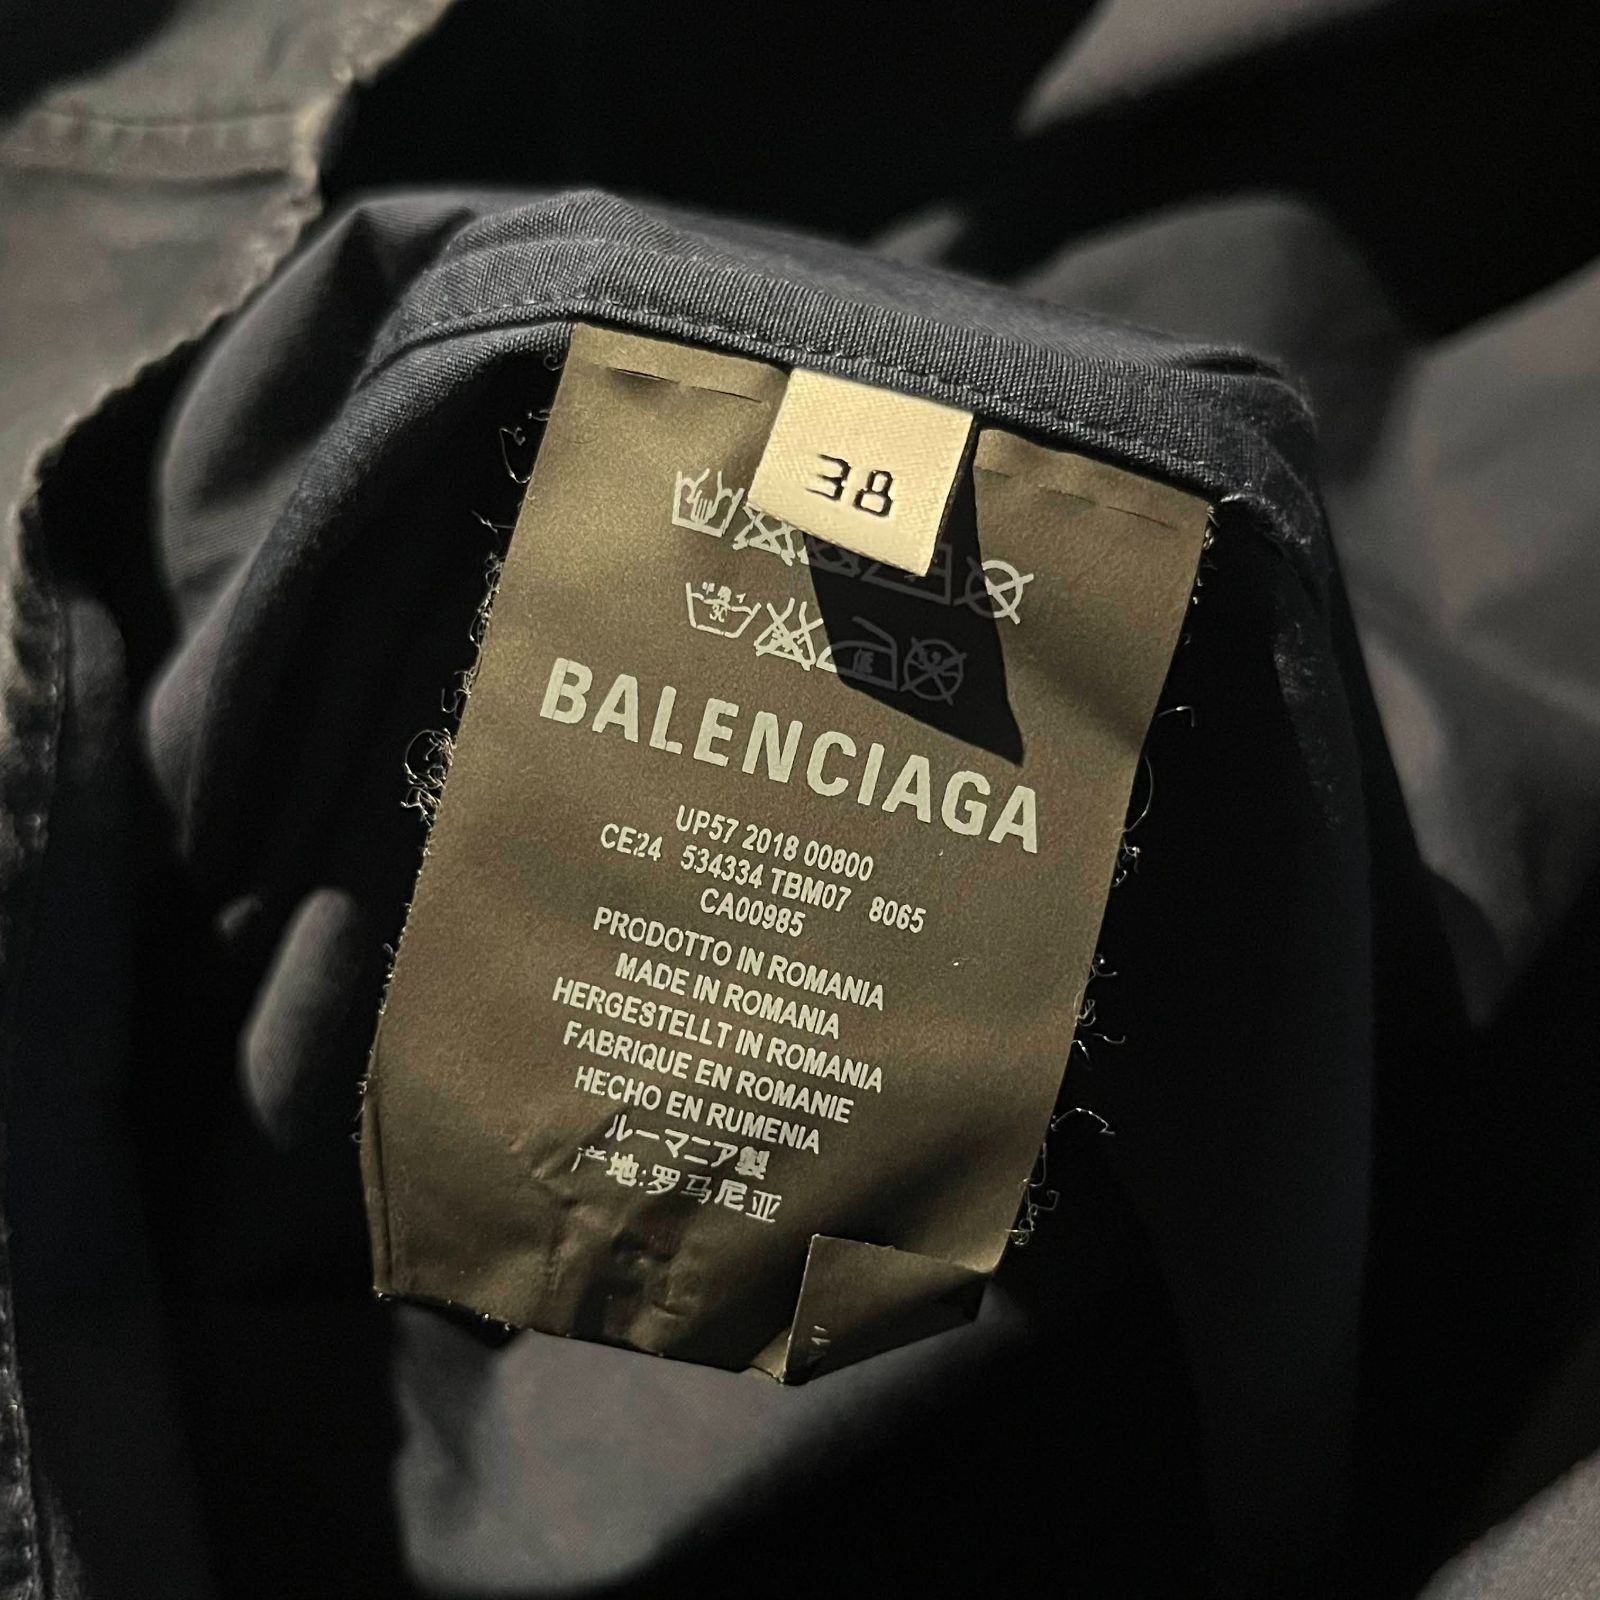 38
BALENCIAGA
UP57 2018 00800
CE24 534334 TBM07 8065
CA00985
PRODOTTO IN ROMANIA
MADE IN ROMANIA
HERGESTELLT IN ROMANIA
FABRIQUE EN ROMANIE
HECHO EN RUMENIA
ルーマニア製
产地:罗马尼亚